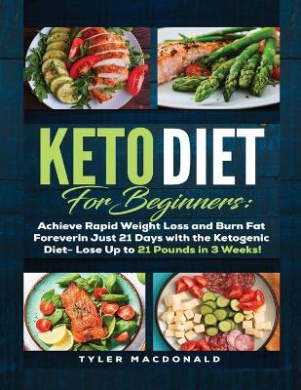 KETO DIET
For Beginners:
Achieve Rapid Weight Loss and Burn Fat
Foreverin Just 21 Days with the Ketogenic
Diet- Lose Up to 21 Pounds in 3 Weeks!
TYLER MACDONALD